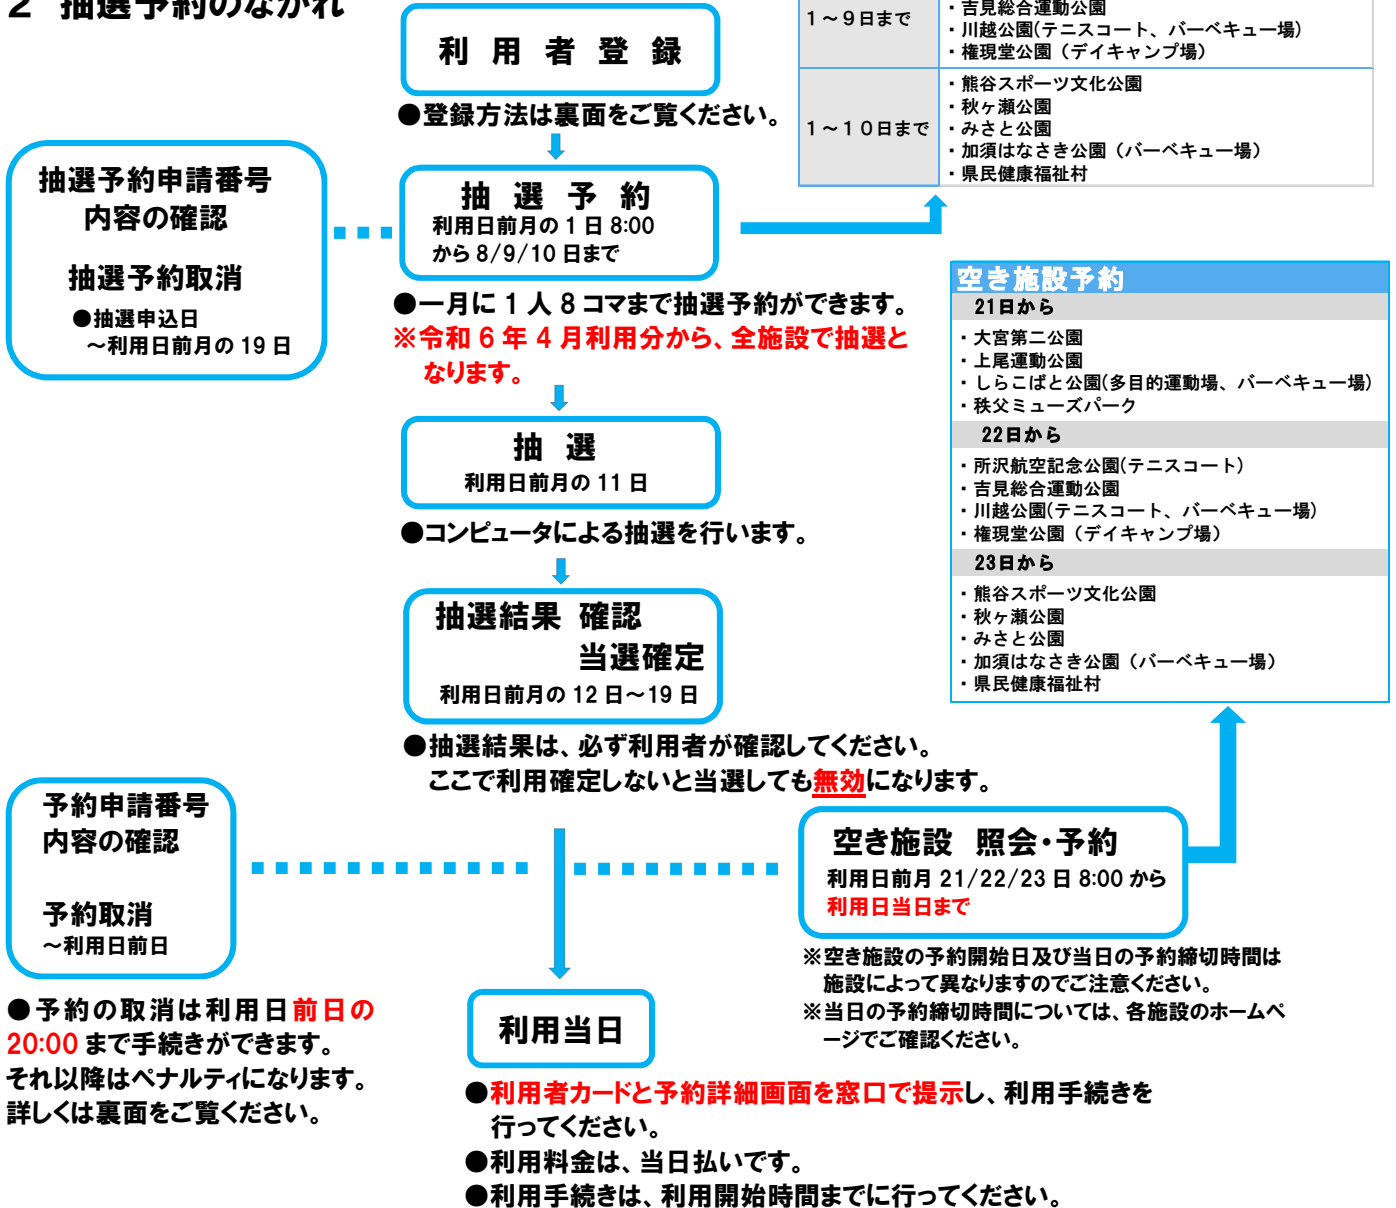 2 抽選予約のながれ
利 用 者 登 録
●登録方法は裏面をご覧ください。
1～9日まで
・吉見総合運動公園
・川越公園(テニスコート、バーベキュー場)
・権現堂公園（デイキャンプ場）
1～10日まで
・熊谷スポーツ文化公園
・秋ヶ瀬公園
・みさと公園
・加須はなさき公園（バーベキュー場）
・県民健康福祉村
抽選予約申請番号
内容の確認
抽選予約取消
●抽選申込日
～利用日前月の 19 日
抽 選 予 約
利用日前月の 1 日 8:00
から 8/9/10 日まで
●一月に 1 人 8 コマまで抽選予約ができます。
※令和 6 年 4 月利用分から、全施設で抽選と
なります。
抽 選
利用日前月の 11 日
●コンピュータによる抽選を行います。
抽選結果 確認
当選確定
利用日前月の 12 日～19 日
●抽選結果は、必ず利用者が確認してください。
ここで利用確定しないと当選しても無効になります。
空き施設予約
21日から
・大宮第二公園
・上尾運動公園
・しらこばと公園(多目的運動場、バーベキュー場)
・秩父ミューズパーク
22日から
・所沢航空記念公園(テニスコート)
・吉見総合運動公園
・川越公園(テニスコート、バーベキュー場)
・権現堂公園（デイキャンプ場）
23日から
・熊谷スポーツ文化公園
・秋ヶ瀬公園
・みさと公園
・加須はなさき公園（バーベキュー場）
・県民健康福祉村
予約申請番号
内容の確認
予約取消
～利用日前日
●予約の取消は利用日前日の
20:00 まで手続きができます。
それ以降はペナルティになります。
詳しくは裏面をご覧ください。
空き施設 照会・予約
利用日前月 21/22/23 日 8:00 から
利用日当日まで
※空き施設の予約開始日及び当日の予約締切時間は
施設によって異なりますのでご注意ください。
※当日の予約締切時間については、各施設のホームペ
ージでご確認ください。
利用当日
●利用者カードと予約詳細画面を窓口で提示し、利用手続きを
行ってください。
●利用料金は、当日払いです。
●利用手続きは、利用開始時間までに行ってください。